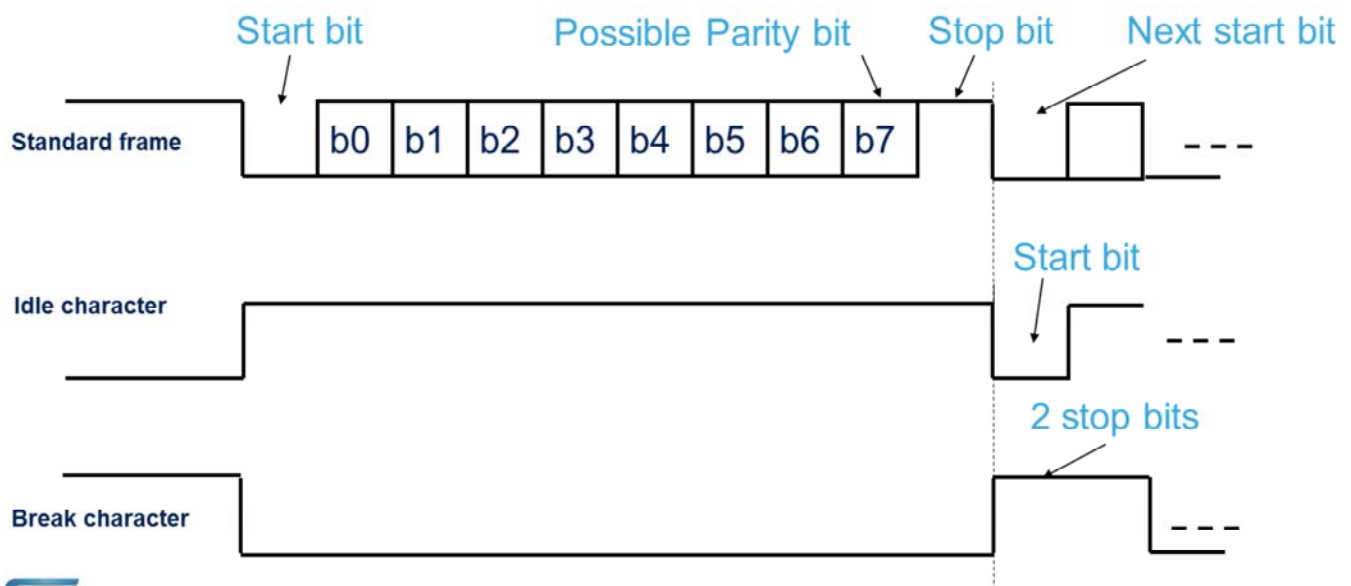 Start bit
Possible Parity bit
Stop bit
Next start bit
Standard frame
b0 b1 b2 b3 b4 b5 b6 b7
Start bit
Idle character
2 stop bits
Break character